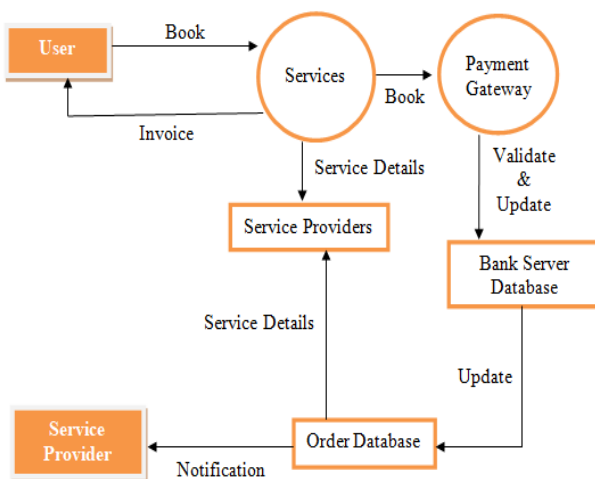 User
Book
Services
Book
Payment
Gateway
Invoice
Service Details
Validate
&
Update
Service Providers
Bank Server
Database
Service Details
Update
Service
Provider
Order Database
Notification